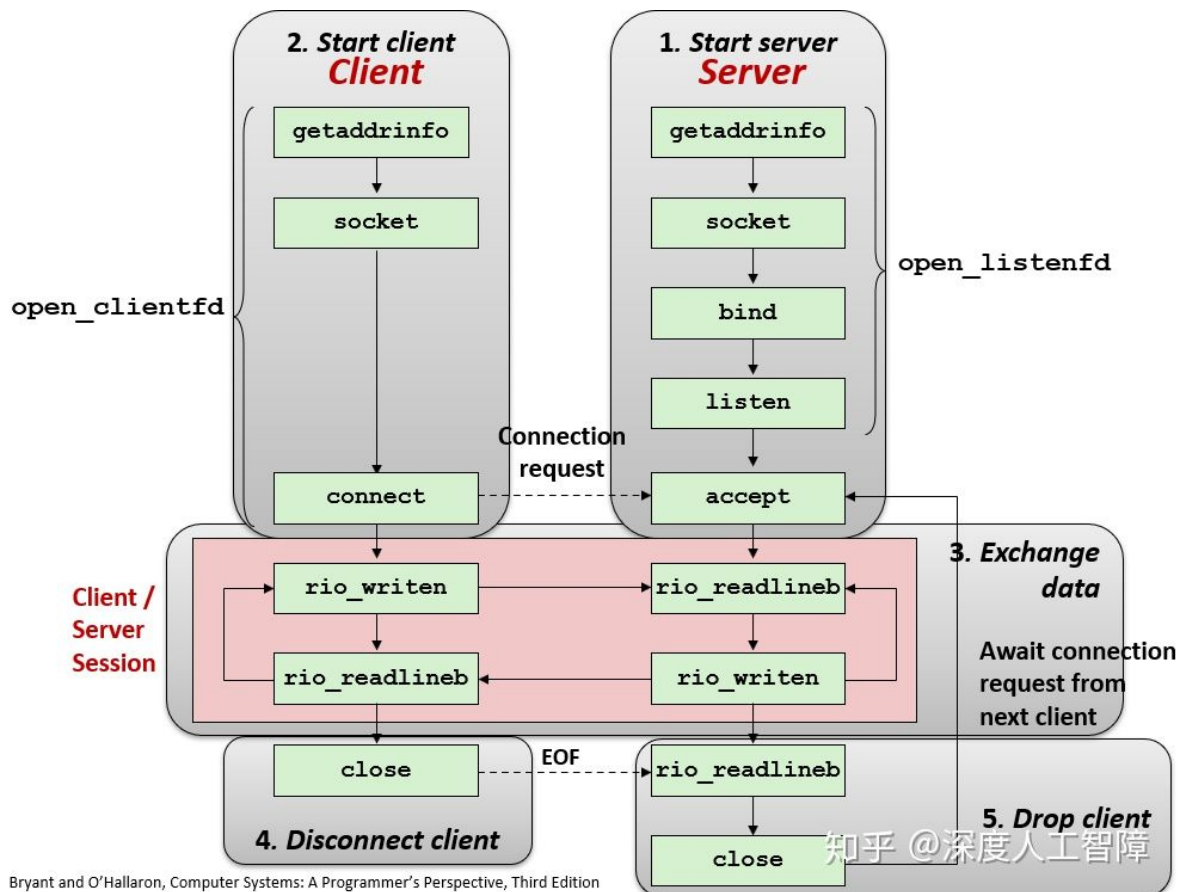 2. Start client
Client
1. Start server
Server
getaddrinfo
getaddrinfo
socket
socket
open_clientfd
open_listenfd
bind
listen
Connection
request
connect
accept
3. Exchange
data
Client /
Server
Session
rio_writen
rio_readlineb
rio_readlineb
rio_writen
Await connection
request from
next client
close
EOF
rio_readlineb
4. Disconnect client
5. Drop client
close
知乎 @深度人工智障
Bryant and O'Hallaron, Computer Systems: A Programmer's Perspective, Third Edition